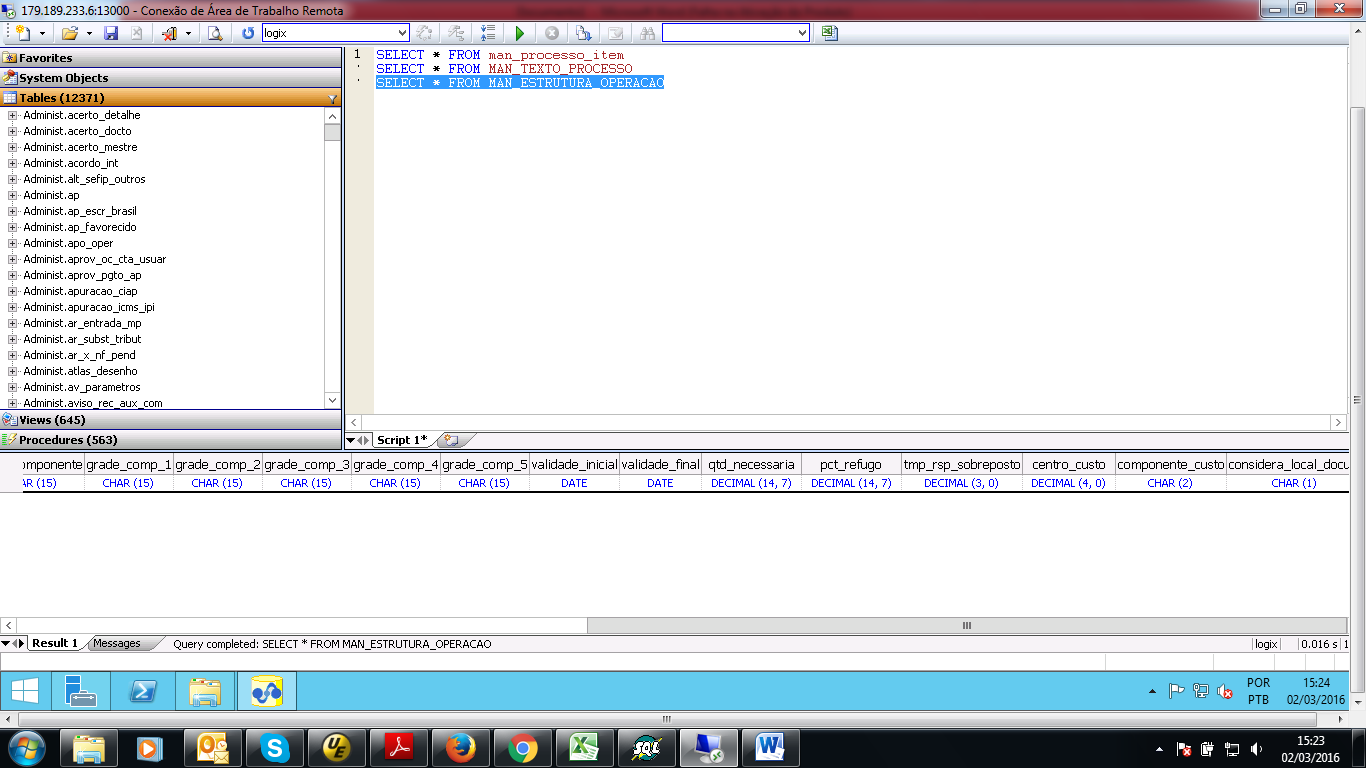 179.189.233.6:13000 - Conexão de Área de Trabalho Remota
logix
Favorites
System Objects
Tables (12371)
Administ.acerto_detalhe
Administ.acerto_docto
Administ.acerto_mestre
Administ.acordo_int
Administ.alt_sefip_outros
Administ.ap
Administ.ap_escr_brasil
Administ.ap_favorecido
Administ.apo_oper
Administ.aprov_oc_cta_usuar
Administ.aprov_pgto_ap
Administ.apuracao_ciap
Administ.apuracao_icms_ipi
Administ.ar_entrada_mp
Administ.ar_subst_tribut
Administ.ar_x_nf_pend
Administ.atlas_desenho
Administ.av_parametros
Administ.aviso_rec_aux_com
Views (645)
Procedures (563)
1 SELECT * FROM man_processo_item
SELECT * FROM MAN_TEXTO_PROCESSO
SELECT * FROM MAN_ESTRUTURA_OPERACAO
Script 1*
omponente grade_comp_1 grade_comp_2 grade_comp_3 grade_comp_4 grade_comp_5 validade_inicial validade_final qtd_necessaria pct_refugo tmp_rsp_sobreposto centro_custo componente_custo considera_local_docu
AR (15) CHAR (15) CHAR (15) CHAR (15) CHAR (15) CHAR (15) DATE DATE DECIMAL (14, 7) DECIMAL (14, 7) DECIMAL (3, 0) DECIMAL (4, 0) CHAR (2) CHAR (1)
Result 1 Messages Query completed: SELECT * FROM MAN_ESTRUTURA_OPERACAO logix 0.016 s 1
POR 15:24
PTB 02/03/2016
UE SQL 15:23
02/03/2016